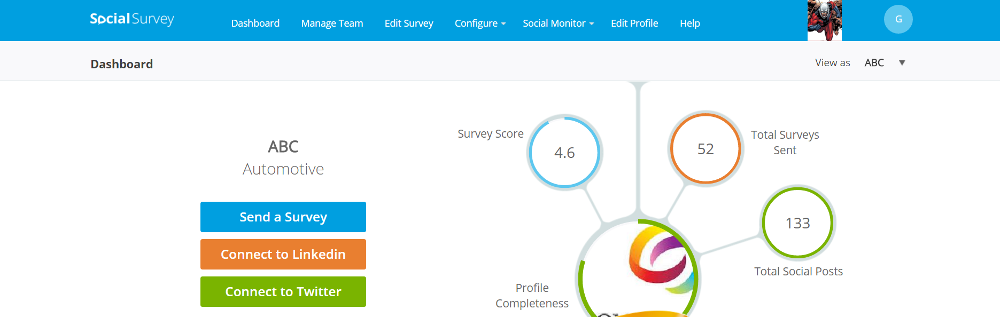 SocialSurvey
Dashboard
Manage Team
Edit Survey
Configure
Social Monitor
Edit Profile
Help
G
Dashboard
View as
ABC
ABC
Automotive
Send a Survey
Connect to Linkedin
Connect to Twitter
Survey Score
4.6
52
Total Surveys
Sent
133
Total Social Posts
Profile
Completeness